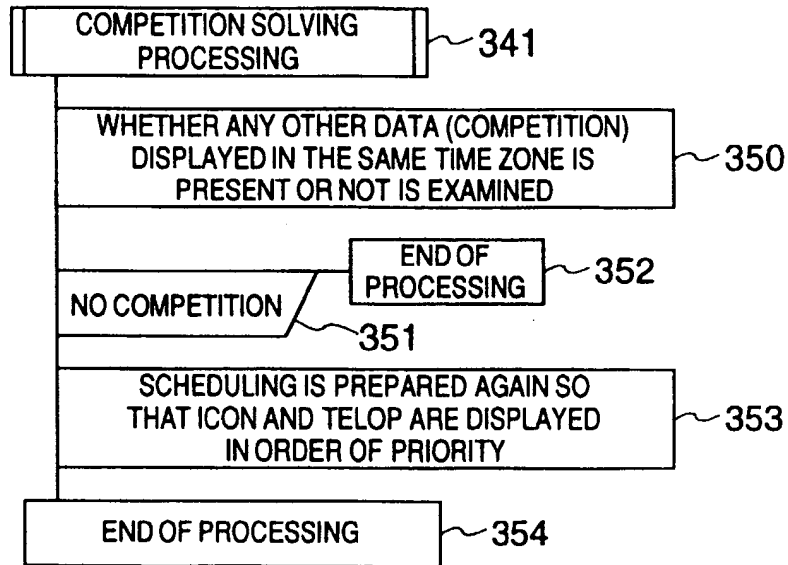 COMPETITION SOLVING
PROCESSING
341
WHETHER ANY OTHER DATA (COMPETITION)
DISPLAYED IN THE SAME TIME ZONE IS
PRESENT OR NOT IS EXAMINED
350
END OF
PROCESSING
352
NO COMPETITION
351
SCHEDULING IS PREPARED AGAIN SO
THAT ICON AND TELOP ARE DISPLAYED
IN ORDER OF PRIORITY
353
END OF PROCESSING
354